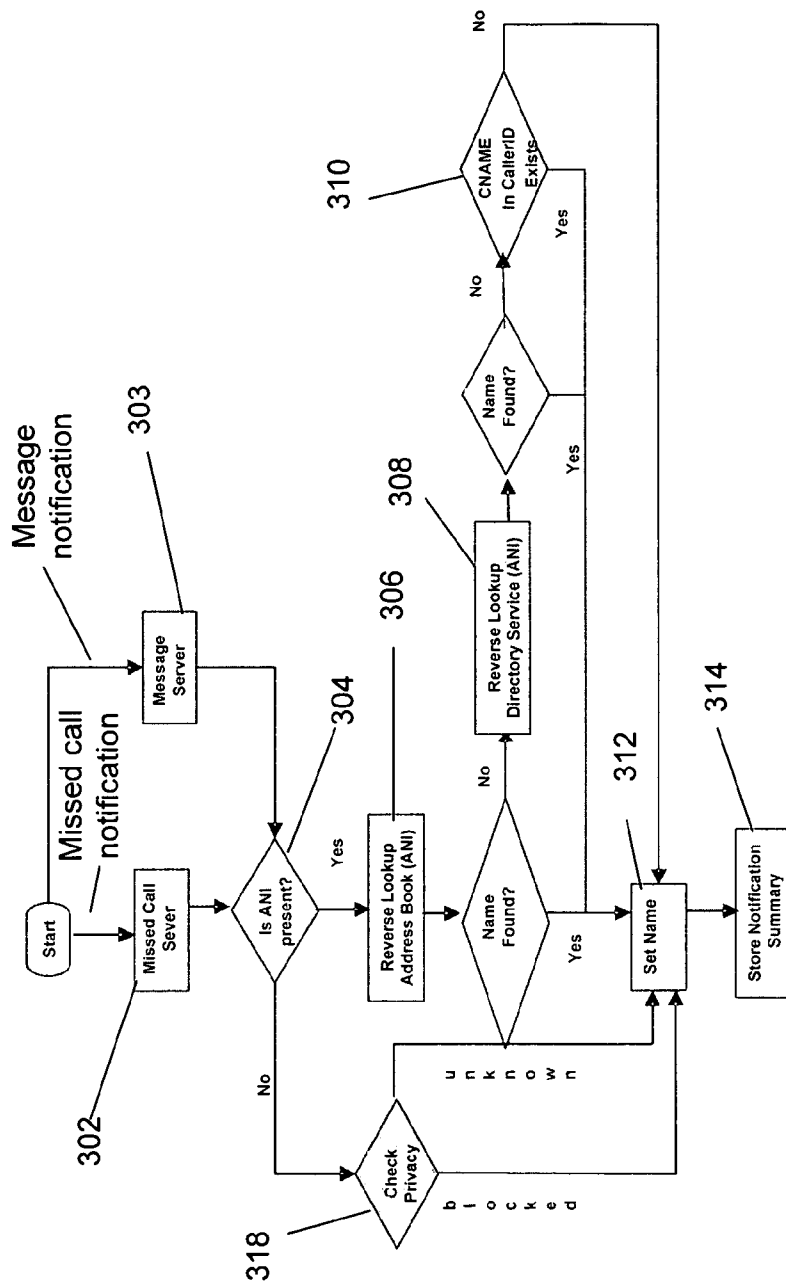 Start
Message
notification
Missed call
notification
303
Message
Server
302
Missed Call
Sever
304
Is ANI
present?
No
Yes
306
Reverse Lookup
Address Book (ANI)
318
Check
Privacy
Name
Found?
No
Yes
308
Reverse Lookup
Directory Service (ANI)
Name
Found?
No
Yes
310
CNAME
In CallerID
Exists
No
Yes
unknown
blocked
312
Set Name
314
Store Notification
Summary